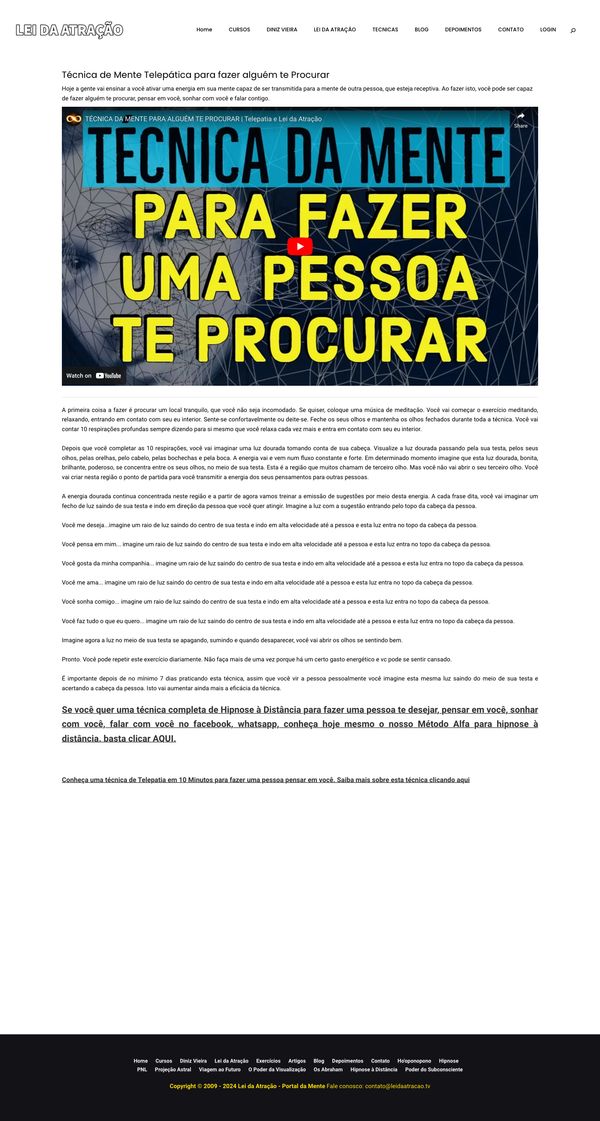 LEI DA ATRAÇÃO
Home CURSOS DINIZ VIEIRA LEI DA ATRAÇÃO TECNICAS BLOG DEPOIMENTOS CONTATO LOGIN
Técnica de Mente Telepática para fazer alguém te Procurar
Hoje a gente vai ensinar a você ativar uma energia em sua mente capaz de ser transmitida para a mente de outra pessoa, que esteja receptiva. Ao fazer isto, você pode ser capaz
de fazer alguém te procurar, pensar em você, sonhar com você e falar contigo.
TÉCNICA DA MENTE PARA ALGUÉM TE PROCURAR | Telepatia e Lei da Atração
Share
TÉCNICA DA MENTE
PARA FAZER
UMA PESSOA
TE PROCURAR
Watch on YouTube
A primeira coisa a fazer é procurar um local tranquilo, que você não seja incomodado. Se quiser, coloque uma música de meditação. Você vai começar o exercício meditando,
relaxando, entrando em contato com seu eu interior. Sente-se confortavelmente ou deite-se. Feche os seus olhos e mantenha os olhos fechados durante toda a técnica. Você vai
contar 10 respirações profundas sempre dizendo para si mesmo que você relaxa cada vez mais e entra em contato com seu eu interior.
Depois que você completar as 10 respirações, você vai imaginar uma luz dourada tomando conta de sua cabeça. Visualize a luz dourada passando pela sua testa, pelos seus
olhos, pelas orelhas, pelo cabelo, pelas bochechas e pela boca. A energia vai e vem num fluxo constante e forte. Em determinado momento imagine que esta luz dourada, bonita,
brilhante, poderoso, se concentra entre os seus olhos, no meio de sua testa. Esta é a região que muitos chamam de terceiro olho. Mas você não vai abrir o seu terceiro olho. Você
vai criar nesta região o ponto de partida para você transmitir a energia dos seus pensamentos para outras pessoas.
A energia dourada continua concentrada neste região e a partir de agora vamos treinar a emissão de sugestões por meio desta energia. A cada frase dita, você vai imaginar um
fecho de luz saindo de sua testa e indo em direção da pessoa que você quer atingir. Imagine a luz com a sugestão entrando pelo topo da cabeça da pessoa.
Você me deseja...imagine um raio de luz saindo do centro de sua testa e indo em alta velocidade até a pessoa e esta luz entra no topo da cabeça da pessoa.
Você pensa em mim... imagine um raio de luz saindo do centro de sua testa e indo em alta velocidade até a pessoa e esta luz entra no topo da cabeça da pessoa.
Você gosta da minha companhia... imagine um raio de luz saindo do centro de sua testa e indo em alta velocidade até a pessoa e esta luz entra no topo da cabeça da pessoa.
Você me ama... imagine um raio de luz saindo do centro de sua testa e indo em alta velocidade até a pessoa e esta luz entra no topo da cabeça da pessoa.
Você sonha comigo... imagine um raio de luz saindo do centro de sua testa e indo em alta velocidade até a pessoa e esta luz entra no topo da cabeça da pessoa.
Você faz tudo o que eu quero... imagine um raio de luz saindo do centro de sua testa e indo em alta velocidade até a pessoa e esta luz entra no topo da cabeça da pessoa.
Imagine agora a luz no meio de sua testa se apagando, sumindo e quando desaparecer, você vai abrir os olhos se sentindo bem.
Pronto. Você pode repetir este exercício diariamente. Não faça mais de uma vez porque há um certo gasto energético e vc pode se sentir cansado.
É importante depois de no mínimo 7 dias praticando esta técnica, assim que você vir a pessoa pessoalmente você imagine esta mesma luz saindo do meio de sua testa e
acertando a cabeça da pessoa. Isto vai aumentar ainda mais a eficácia da técnica.
Se você quer uma técnica completa de Hipnose à Distância para fazer uma pessoa te desejar, pensar em você, sonhar
com você, falar com você no facebook, whatsapp, conheça hoje mesmo o nosso Método Alfa para hipnose à
distância, basta clicar AQUI.
Conheça uma técnica de Telepatia em 10 Minutos para fazer uma pessoa pensar em você. Saiba mais sobre esta técnica clicando aqui
Home Cursos Diniz Vieira Lei da Atração Exercícios Artigos Blog Depoimentos Contato Ho'oponopono Hipnose
PNL Projeção Astral Viagem ao Futuro O Poder da Visualização Os Abraham Hipnose à Distância Poder do Subconsciente
Copyright © 2009 - 2024 Lei da Atração - Portal da Mente Fale conosco: contato@leidaatracao.tv